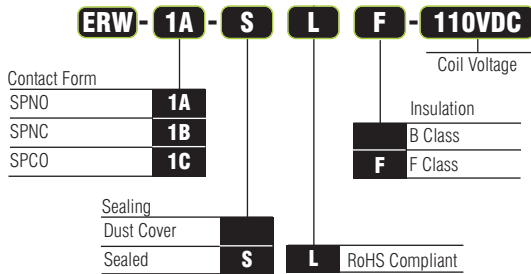 ERW - 1A - S L F - 110VDC
Coil Voltage
Contact Form
SPNO 1A
SPNC 1B
SPCO 1C
Insulation
B Class
F F Class
Sealing
Dust Cover
Sealed S
L RoHS Compliant